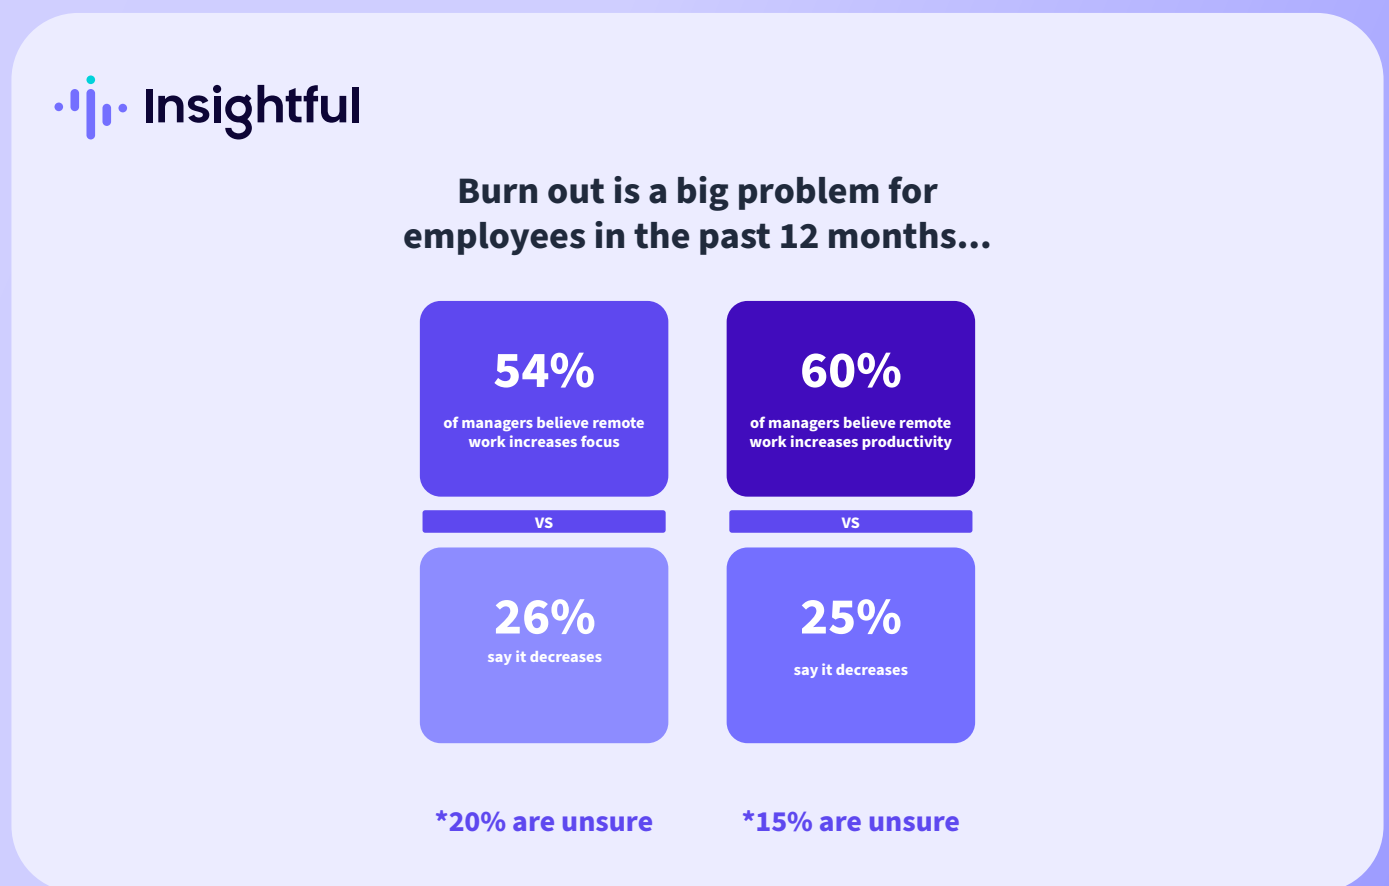 Insightful
Burn out is a big problem for
employees in the past 12 months...
54%
of managers believe remote
work increases focus
VS
26%
say it decreases
*20% are unsure
60%
of managers believe remote
work increases productivity
VS
25%
say it decreases
*15% are unsure